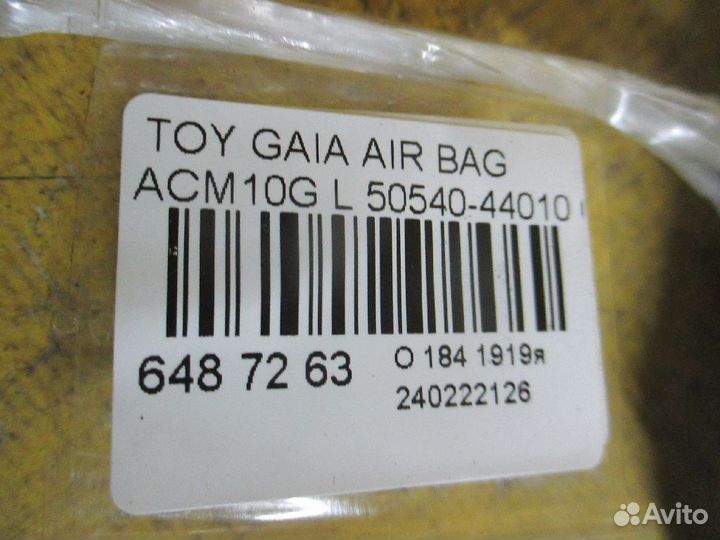 TOY GAIA AIR BAG
ACM10G L 50540-44010
648 72 63
O 184 1919я
240222126
Avito